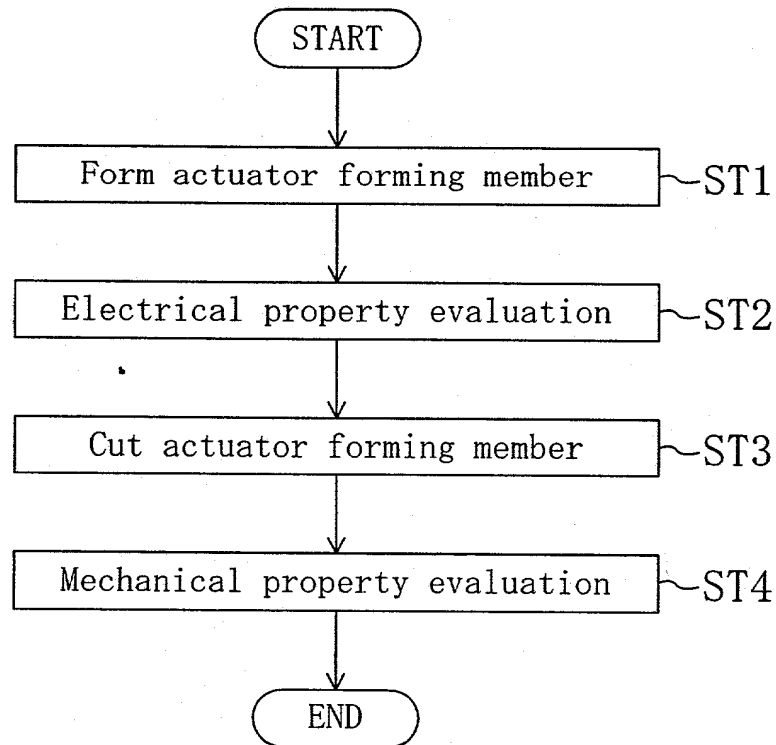 START
Form actuator forming member
ST1
Electrical property evaluation
ST2
Cut actuator forming member
ST3
Mechanical property evaluation
ST4
END